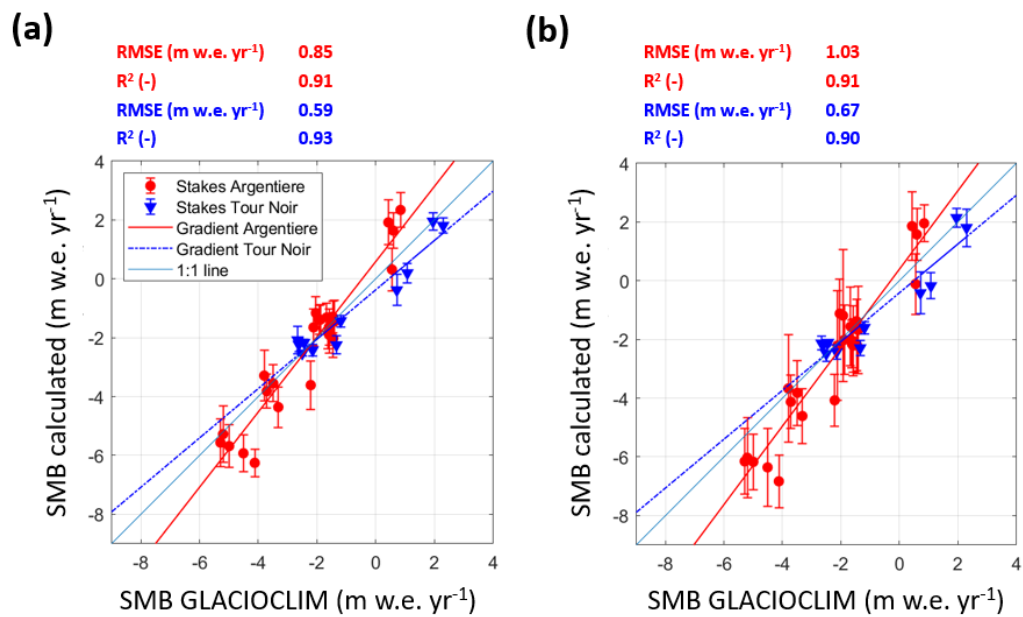 (a)
RMSE (m w.e. yr⁻¹) 0.85
R² (-) 0.91
RMSE (m w.e. yr⁻¹) 0.59
R² (-) 0.93
4
2
0
-2
-4
-6
-8
SMB calculated (m w.e. yr⁻¹)
Stakes Argentiere
Stakes Tour Noir
Gradient Argentiere
Gradient Tour Noir
1:1 line
-8 -6 -4 -2 0 2 4
SMB GLACIOCLIM (m w.e. yr⁻¹)
(b)
RMSE (m w.e. yr⁻¹) 1.03
R² (-) 0.91
RMSE (m w.e. yr⁻¹) 0.67
R² (-) 0.90
4
2
0
-2
-4
-6
-8
SMB calculated (m w.e. yr⁻¹)
-8 -6 -4 -2 0 2 4
SMB GLACIOCLIM (m w.e. yr⁻¹)